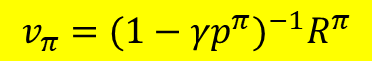 v_π = (1 − γp^π)^{−1}R^π